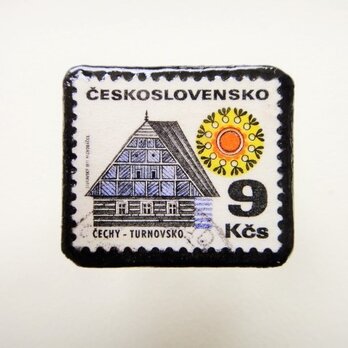 ČESKOSLOVENSKO
9
Kčs
ČECHY - TURNOVSKO